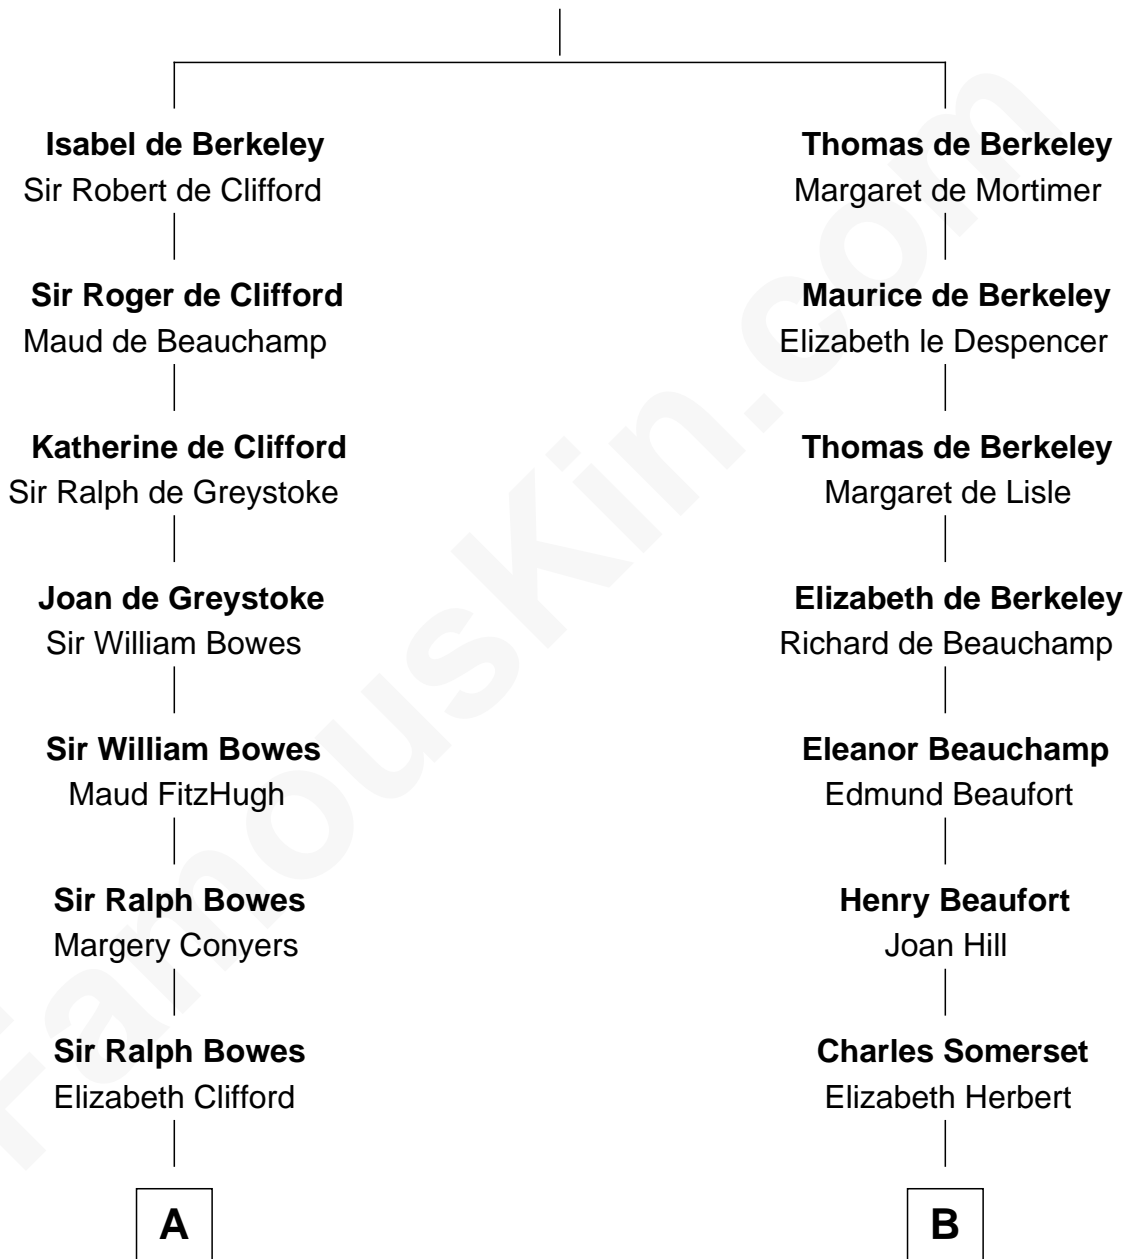 Isabel de Berkeley
Sir Robert de Clifford
Sir Roger de Clifford
Maud de Beauchamp
Katherine de Clifford
Sir Ralph de Greystoke
Joan de Greystoke
Sir William Bowes
Sir William Bowes
Maud FitzHugh
Sir Ralph Bowes
Margery Conyers
Sir Ralph Bowes
Elizabeth Clifford
A
Thomas de Berkeley
Margaret de Mortimer
Maurice de Berkeley
Elizabeth le Despencer
Thomas de Berkeley
Margaret de Lisle
Elizabeth de Berkeley
Richard de Beauchamp
Eleanor Beauchamp
Edmund Beaufort
Henry Beaufort
Joan Hill
Charles Somerset
Elizabeth Herbert
B
FamousKin.com